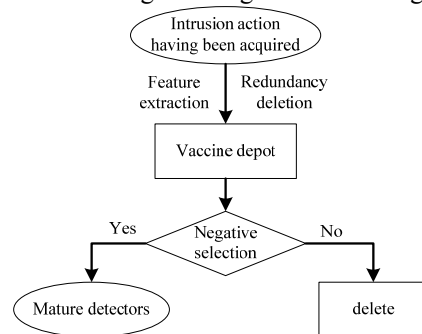 Intrusion action
having been acquired
Feature
extraction
Redundancy
deletion
Vaccine depot
Negative
selection
Yes
No
Mature detectors
delete